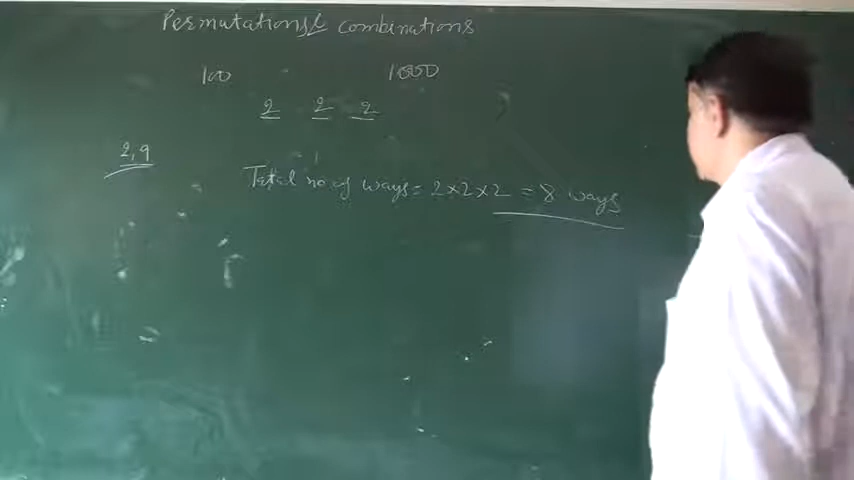 Permutations & Combinations
100 1000
2 2 2
2,9
Total no of ways = 2×2×2 = 8 ways